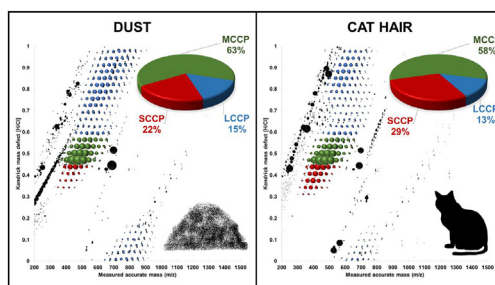 DUST
MCCP
63%
SCCP
22%
LCCP
15%
Kendrick mass defect [H/Cl]
1
0.9
0.8
0.7
0.6
0.5
0.4
0.3
0.2
0.1
0
200 300 400 500 600 700 800 900 1000 1100 1200 1300 1400 1500
Measured accurate mass (m/z)
CAT HAIR
MCC
58%
SCCP
29%
LCCP
13%
Kendrick mass defect [H/Cl]
1
0.9
0.8
0.7
0.6
0.5
0.4
0.3
0.2
0.1
0
200 300 400 500 600 700 800 900 1000 1100 1200 1300 1400 1500
Measured accurate mass (m/z)